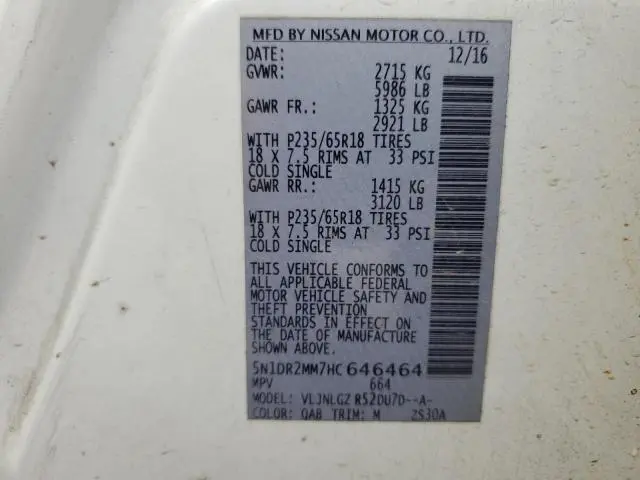 MFD BY NISSAN MOTOR CO., LTD.
DATE: 12/16
GVWR: 2715 KG
5986 LB
GAWR FR.: 1325 KG
2921 LB
WITH P235/65R18 TIRES
18 X 7.5 RIMS AT 33 PSI
COLD SINGLE
GAWR RR.: 1415 KG
3120 LB
WITH P235/65R18 TIRES
18 X 7.5 RIMS AT 33 PSI
COLD SINGLE
THIS VEHICLE CONFORMS TO
ALL APPLICABLE FEDERAL
MOTOR VEHICLE SAFETY AND
THEFT PREVENTION
STANDARDS IN EFFECT ON
THE DATE OF MANUFACTURE
SHOWN ABOVE.
5N1DR2MM7HC646464
MPV 664
MODEL: VLJNLGZ R52DU7D--A-
COLOR: QAB TRIM: M 2S30A